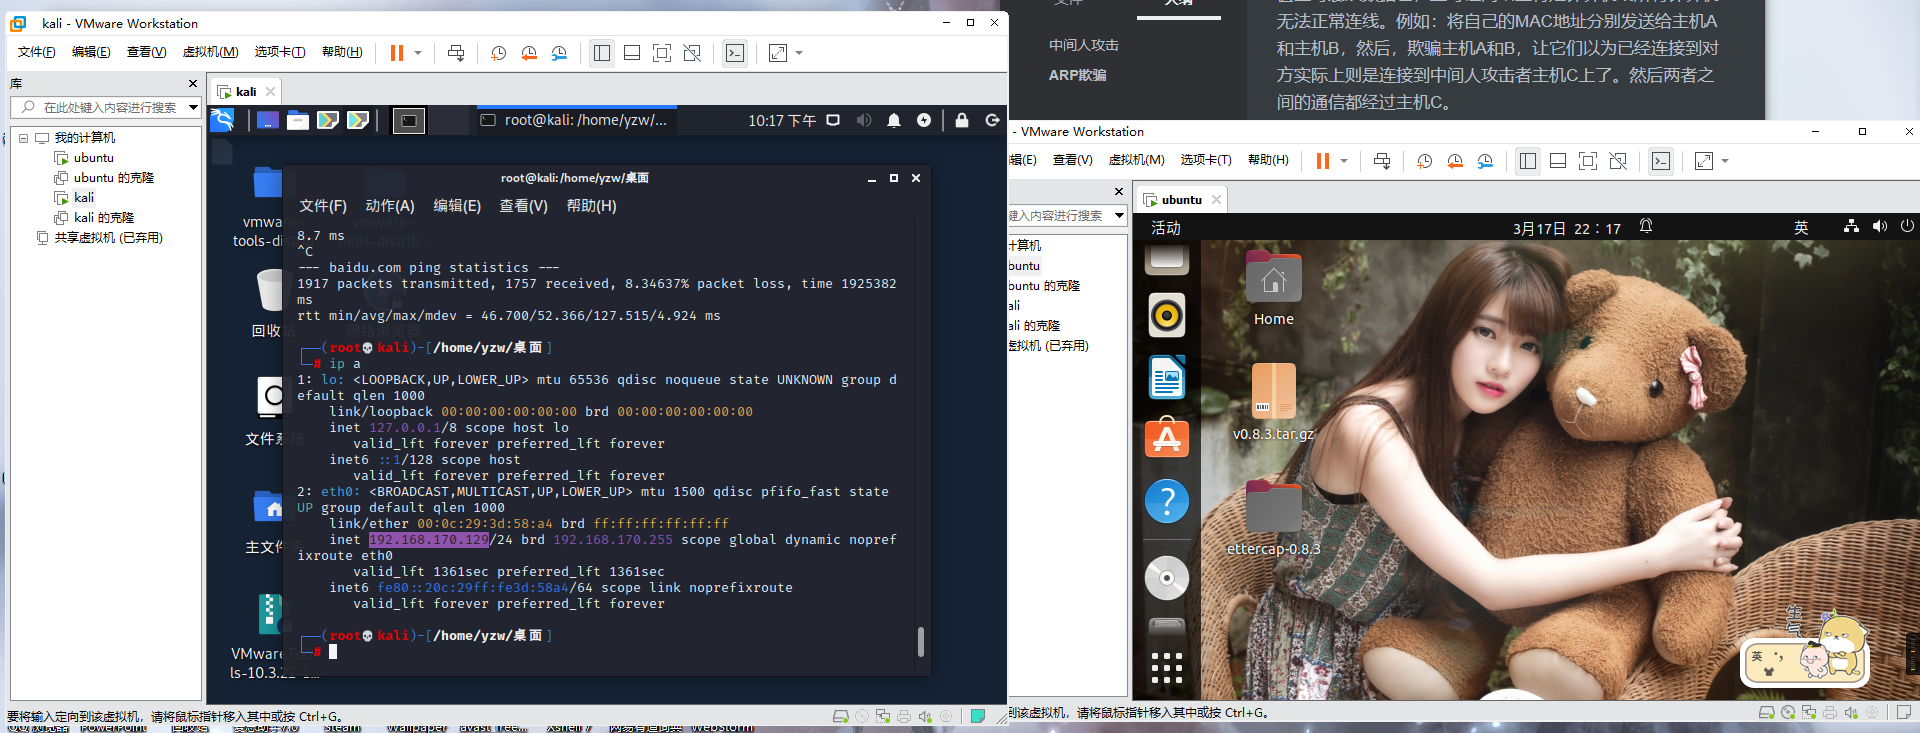 kali - VMware Workstation
文件(F) 编辑(E) 查看(V) 虚拟机(M) 选项卡(T) 帮助(H)
库
在此处键入内容进行搜索
我的计算机
ubuntu
ubuntu 的克隆
kali
kali 的克隆
共享虚拟机 (已弃用)
kali
root@kali: /home/yzw/...
10:17 下午
vmware-
tools-dis
回收站
文件系统
主文件夹
VMwareTo
ls-10.3.22-1...
root@kali: /home/yzw/桌面
文件(F) 动作(A) 编辑(E) 查看(V) 帮助(H)
8.7 ms
^C
--- baidu.com ping statistics ---
1917 packets transmitted, 1757 received, 8.34637% packet loss, time 1925382
ms
rtt min/avg/max/mdev = 46.700/52.366/127.515/4.924 ms
(root💀kali)-[/home/yzw/桌面]
# ip a
1: lo: <LOOPBACK,UP,LOWER_UP> mtu 65536 qdisc noqueue state UNKNOWN group d
efault qlen 1000
link/loopback 00:00:00:00:00:00 brd 00:00:00:00:00:00
inet 127.0.0.1/8 scope host lo
valid_lft forever preferred_lft forever
inet6 ::1/128 scope host
valid_lft forever preferred_lft forever
2: eth0: <BROADCAST,MULTICAST,UP,LOWER_UP> mtu 1500 qdisc pfifo_fast state
UP group default qlen 1000
link/ether 00:0c:29:3d:58:a4 brd ff:ff:ff:ff:ff:ff
inet 192.168.170.129/24 brd 192.168.170.255 scope global dynamic nopref
ixroute eth0
valid_lft 1361sec preferred_lft 1361sec
inet6 fe80::20c:29ff:fe3d:58a4/64 scope link noprefixroute
valid_lft forever preferred_lft forever
(root💀kali)-[/home/yzw/桌面]
#
要将输入定向到该虚拟机，请将鼠标指针移入其中或按 Ctrl+G。
大纲
中间人攻击
ARP欺骗
无法正常连线。例如：将自己的MAC地址分别发送给主机A
和主机B，然后，欺骗主机A和B，让它们以为已经连接到对
方实际上则是连接到中间人攻击者主机C上了。然后两者之
间的通信都经过主机C。
- VMware Workstation
辑(E) 查看(V) 虚拟机(M) 选项卡(T) 帮助(H)
键入内容进行搜索
计算机
buntu
buntu 的克隆
ali
ali 的克隆
虚拟机 (已弃用)
ubuntu
活动
3月17日 22：17
英
Home
v0.8.3.tar.gz
ettercap-0.8.3
英
到该虚拟机，请将鼠标指针移入其中或按 Ctrl+G。